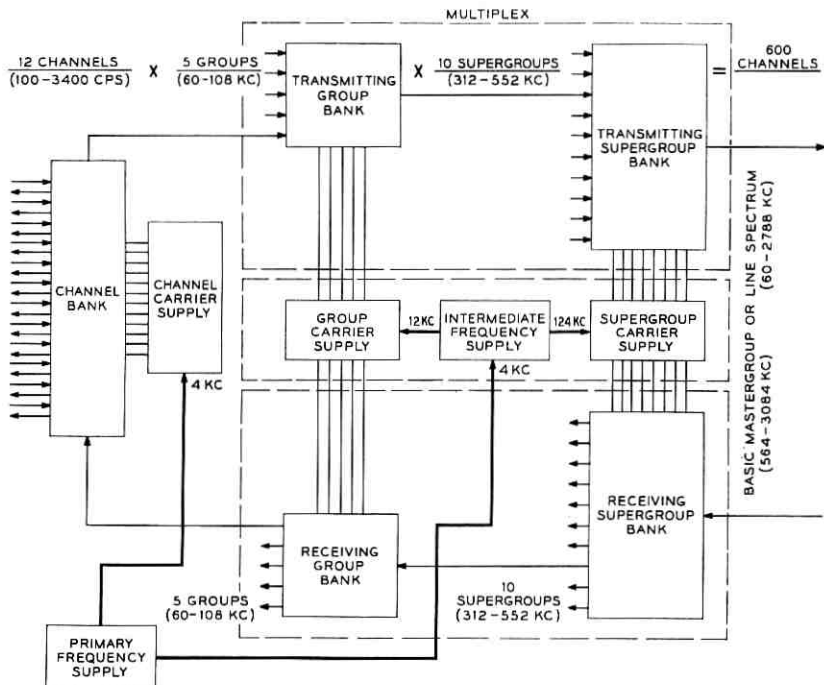 MULTIPLEX
12 CHANNELS
(100-3400 CPS)
X
5 GROUPS
(60-108 KC)
X
10 SUPERGROUPS
(312-552 KC)
=
600
CHANNELS
TRANSMITTING
GROUP
BANK
TRANSMITTING
SUPERGROUP
BANK
CHANNEL
BANK
CHANNEL
CARRIER
SUPPLY
4 KC
GROUP
CARRIER
SUPPLY
12 KC
INTERMEDIATE
FREQUENCY
SUPPLY
124 KC
SUPERGROUP
CARRIER
SUPPLY
4 KC
BASIC MASTERGROUP OR LINE SPECTRUM
(564-3084 KC)
(60-2788 KC)
RECEIVING
GROUP
BANK
RECEIVING
SUPERGROUP
BANK
5 GROUPS
(60-108 KC)
10
SUPERGROUPS
(312-552 KC)
PRIMARY
FREQUENCY
SUPPLY